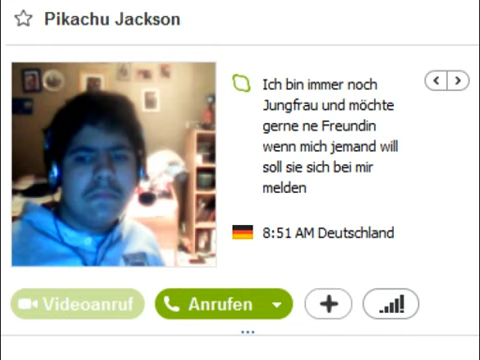 Pikachu Jackson
Ich bin immer noch
Jungfrau und möchte
gerne ne Freundin
wenn mich jemand will
soll sie sich bei mir
melden
8:51 AM Deutschland
Videoanruf
Anrufen